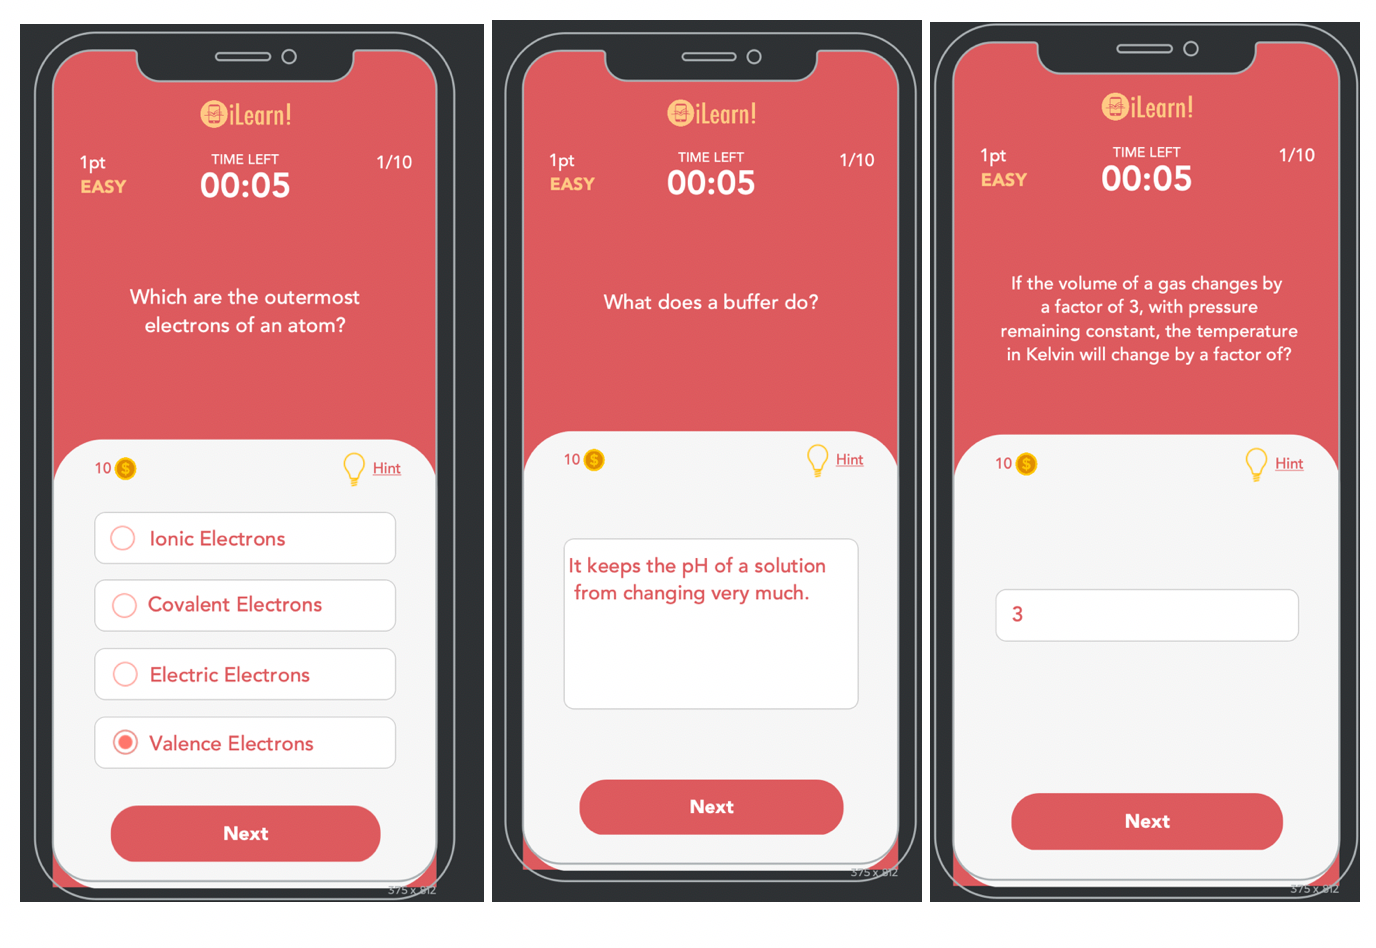 iLearn!
1pt
TIME LEFT
1/10
EASY
00:05
Which are the outermost
electrons of an atom?
10
$
Hint
Ionic Electrons
Covalent Electrons
Electric Electrons
Valence Electrons
Next
375 x 812
iLearn!
1pt
TIME LEFT
1/10
EASY
00:05
What does a buffer do?
10
$
Hint
It keeps the pH of a solution
from changing very much.
Next
375 x 812
iLearn!
1pt
TIME LEFT
1/10
EASY
00:05
If the volume of a gas changes by
a factor of 3, with pressure
remaining constant, the temperature
in Kelvin will change by a factor of?
10
$
Hint
3
Next
375 x 812